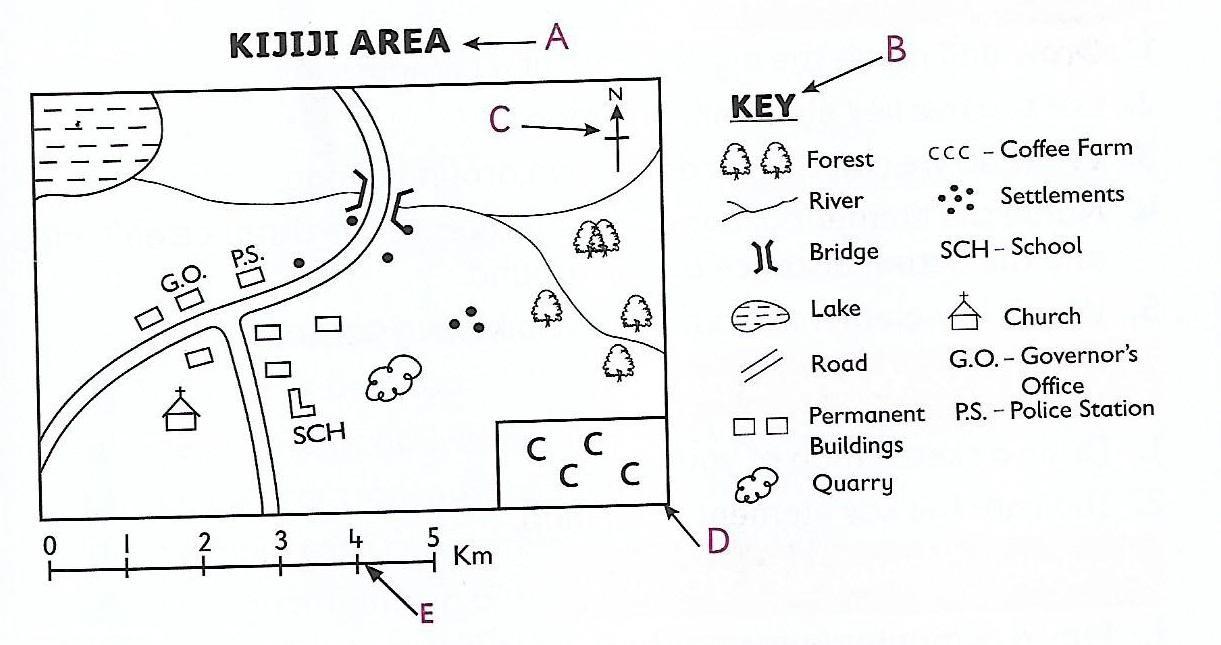 KIJIJI AREA A
B
N
C
KEY
Forest
CCC - Coffee Farm
River
Settlements
Bridge
SCH - School
Lake
Church
Road
G.O. - Governor's
Office
Permanent
Buildings
P.S. - Police Station
Quarry
P.S.
G.O.
SCH
C C
C C
D
0 1 2 3 4 5 Km
E